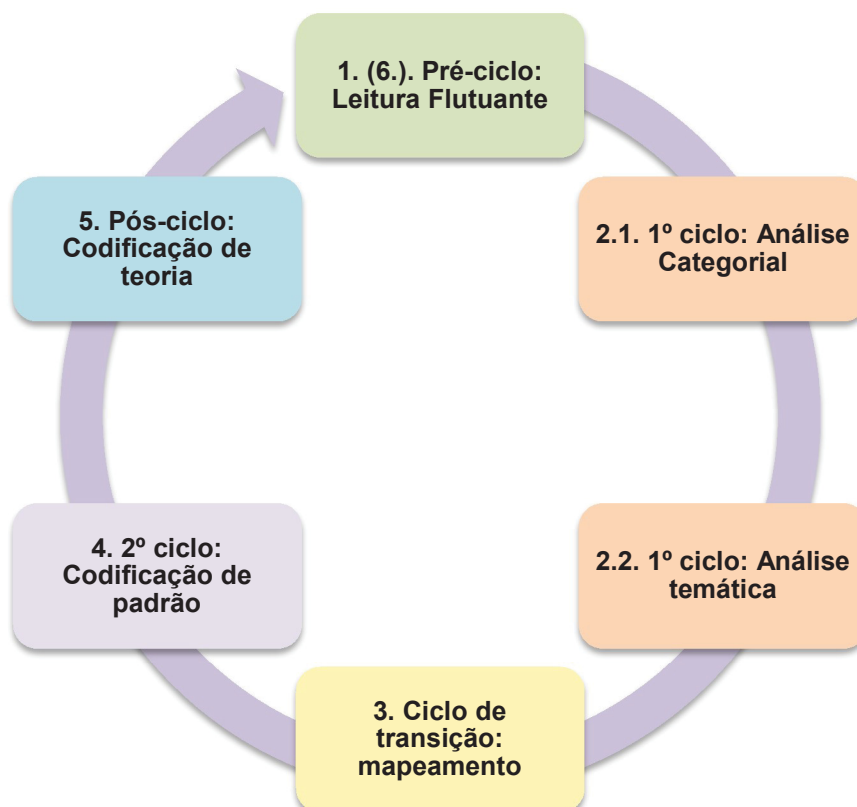 1. (6.). Pré-ciclo:
Leitura Flutuante
2.1. 1º ciclo: Análise
Categorial
2.2. 1º ciclo: Análise
temática
3. Ciclo de
transição:
mapeamento
4. 2º ciclo:
Codificação de
padrão
5. Pós-ciclo:
Codificação de
teoria